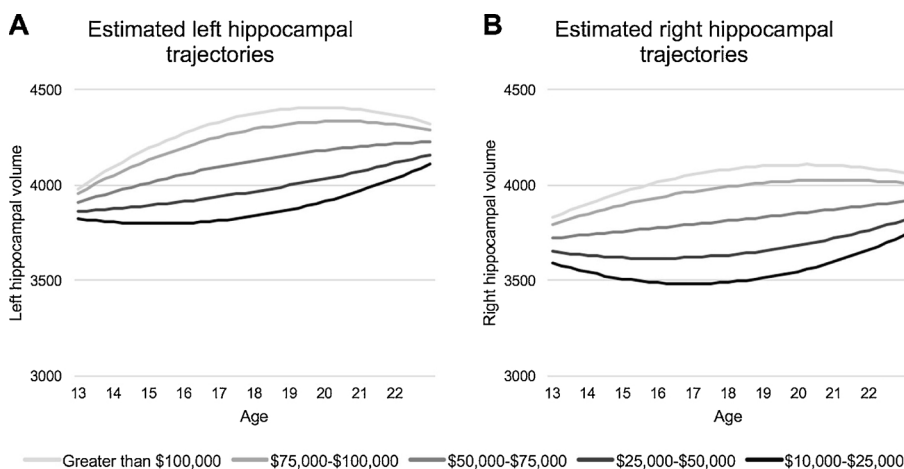 A
Estimated left hippocampal
trajectories
4500
4000
3500
3000
Left hippocampal volume
13 14 15 16 17 18 19 20 21 22
Age
B
Estimated right hippocampal
trajectories
4500
4000
3500
3000
Right hippocampal volume
13 14 15 16 17 18 19 20 21 22
Age
Greater than $100,000 $75,000-$100,000 $50,000-$75,000 $25,000-$50,000 $10,000-$25,000